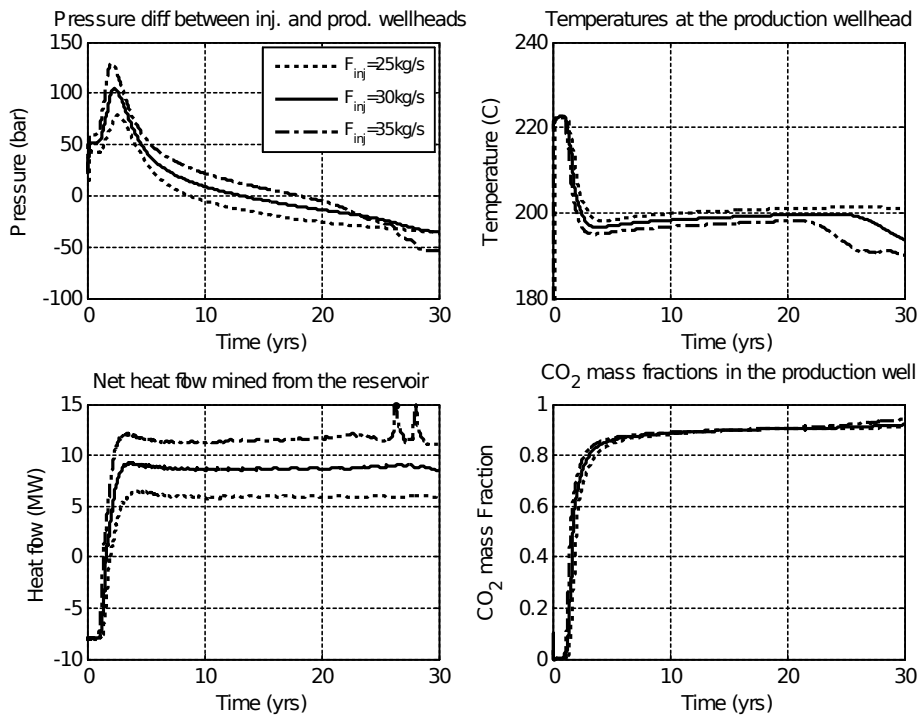 Pressure diff between inj. and prod. wellheads
150
100
50
0
-50
-100
Pressure (bar)
F_inj=25kg/s
F_inj=30kg/s
F_inj=35kg/s
0 10 20 30
Time (yrs)
Temperatures at the production wellhead
240
220
200
180
Temperature (C)
0 10 20 30
Time (yrs)
Net heat flow mined from the reservoir
15
10
5
0
-5
-10
Heat flow (MW)
0 10 20 30
Time (yrs)
CO2 mass fractions in the production well
1
0.8
0.6
0.4
0.2
0
CO2 mass Fraction
0 10 20 30
Time (yrs)